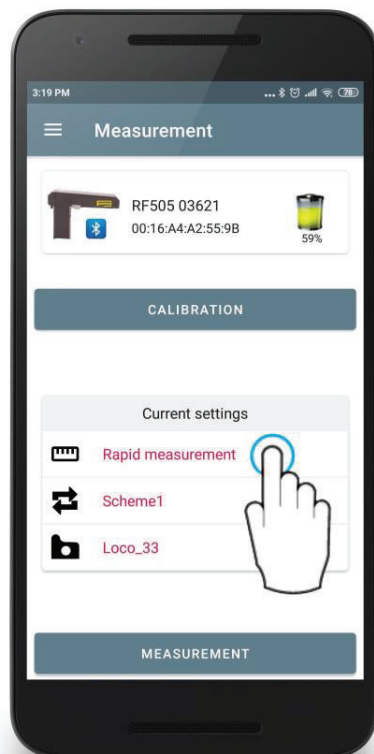 3:19 PM
... 78
Measurement
RF505 03621
00:16:A4:A2:55:9B
59%
CALIBRATION
Current settings
Rapid measurement
Scheme1
Loco_33
MEASUREMENT